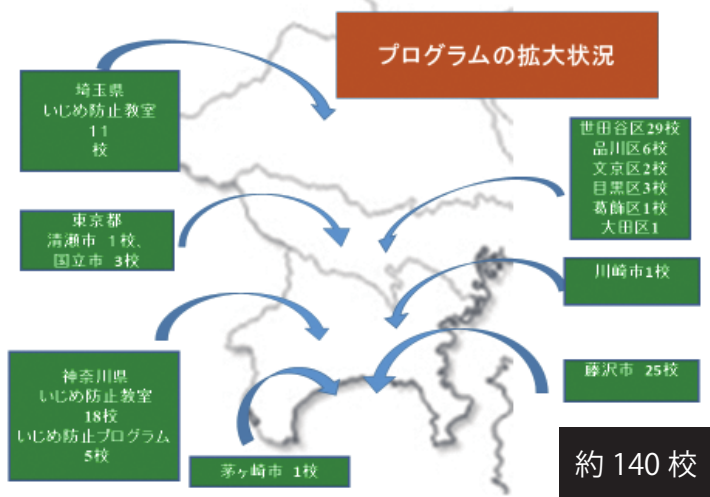 プログラムの拡大状況
埼玉県
いじめ防止教室
11
校
世田谷区29校
品川区6校
文京区2校
目黒区3校
葛飾区1校
大田区1
東京都
清瀬市 1校、
国立市 3校
川崎市1校
神奈川県
いじめ防止教室
18校
いじめ防止プログラム
5校
藤沢市 25校
茅ヶ崎市 1校
約140校